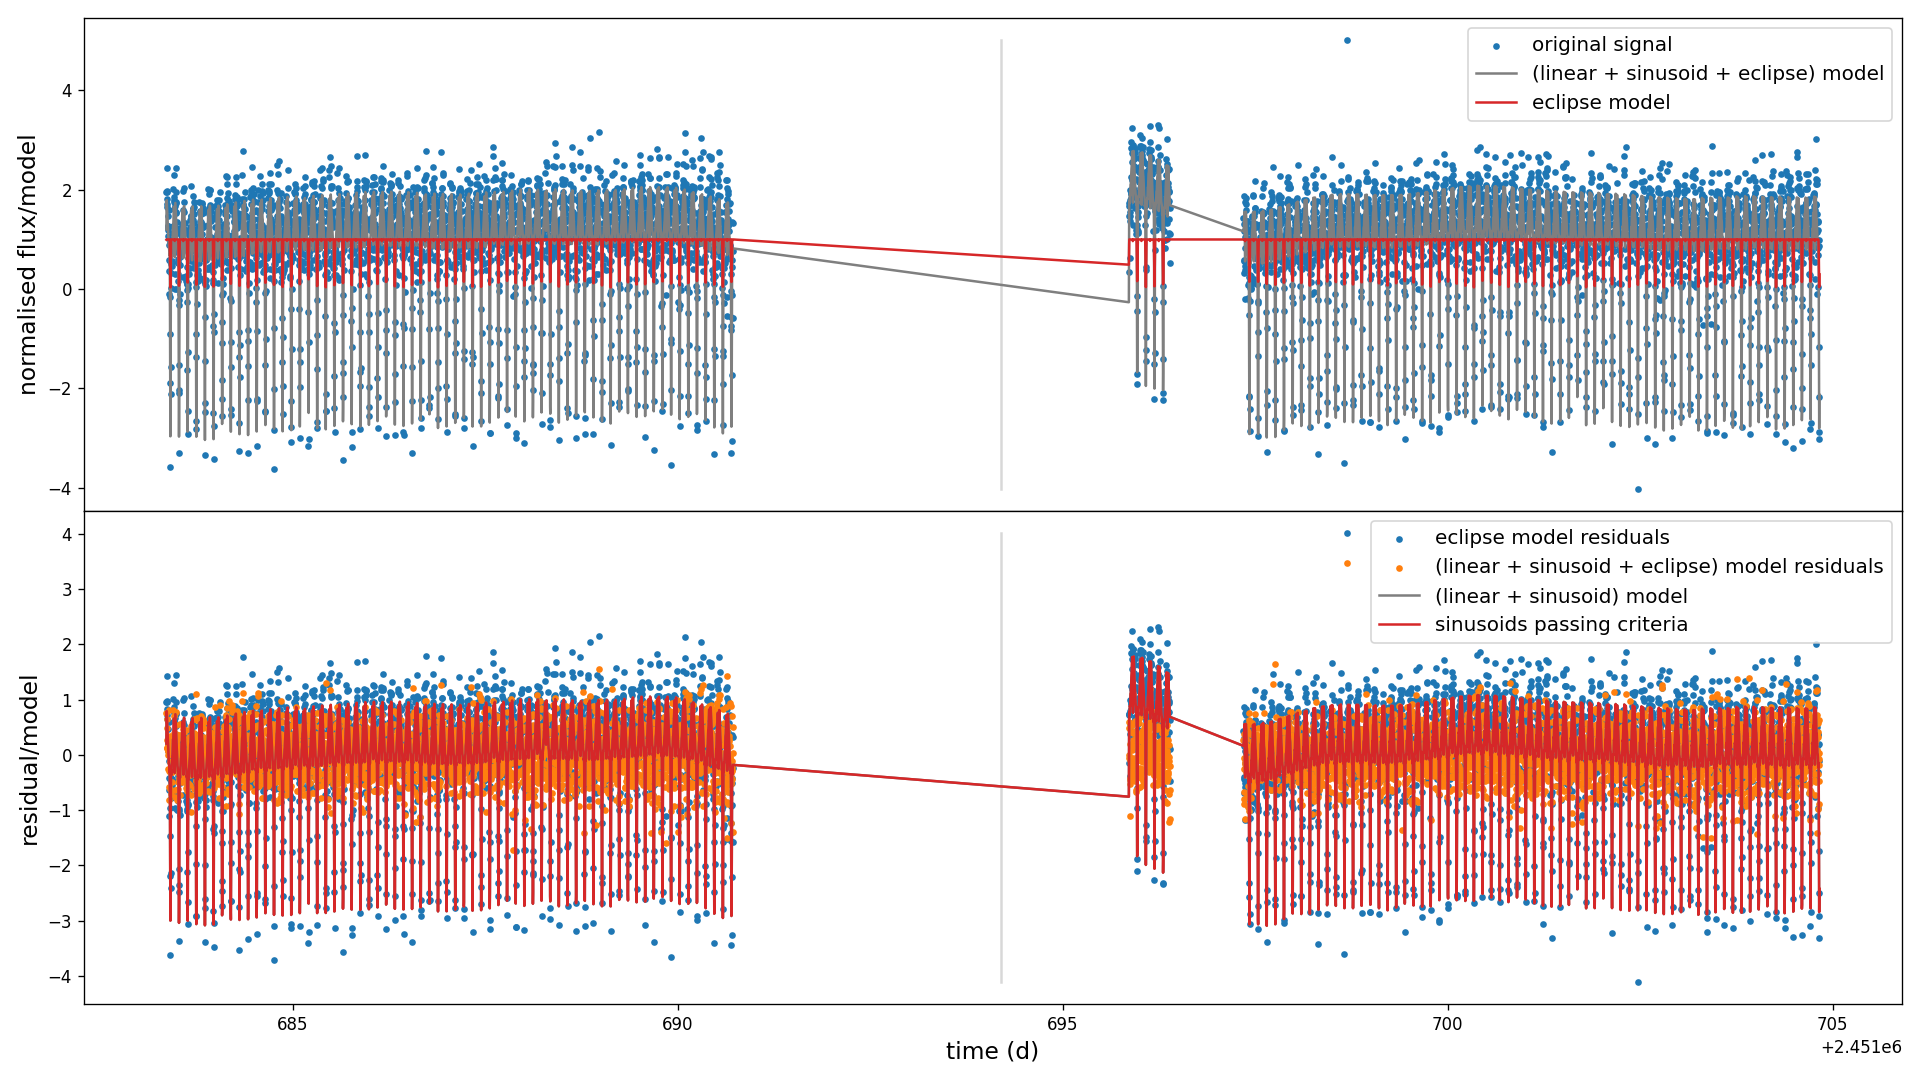 normalised flux/model
4
2
0
−2
−4
original signal
(linear + sinusoid + eclipse) model
eclipse model
residual/model
4
3
2
1
0
−1
−2
−3
−4
eclipse model residuals
(linear + sinusoid + eclipse) model residuals
(linear + sinusoid) model
sinusoids passing criteria
685
690
695
700
705
time (d)
+2.451e6